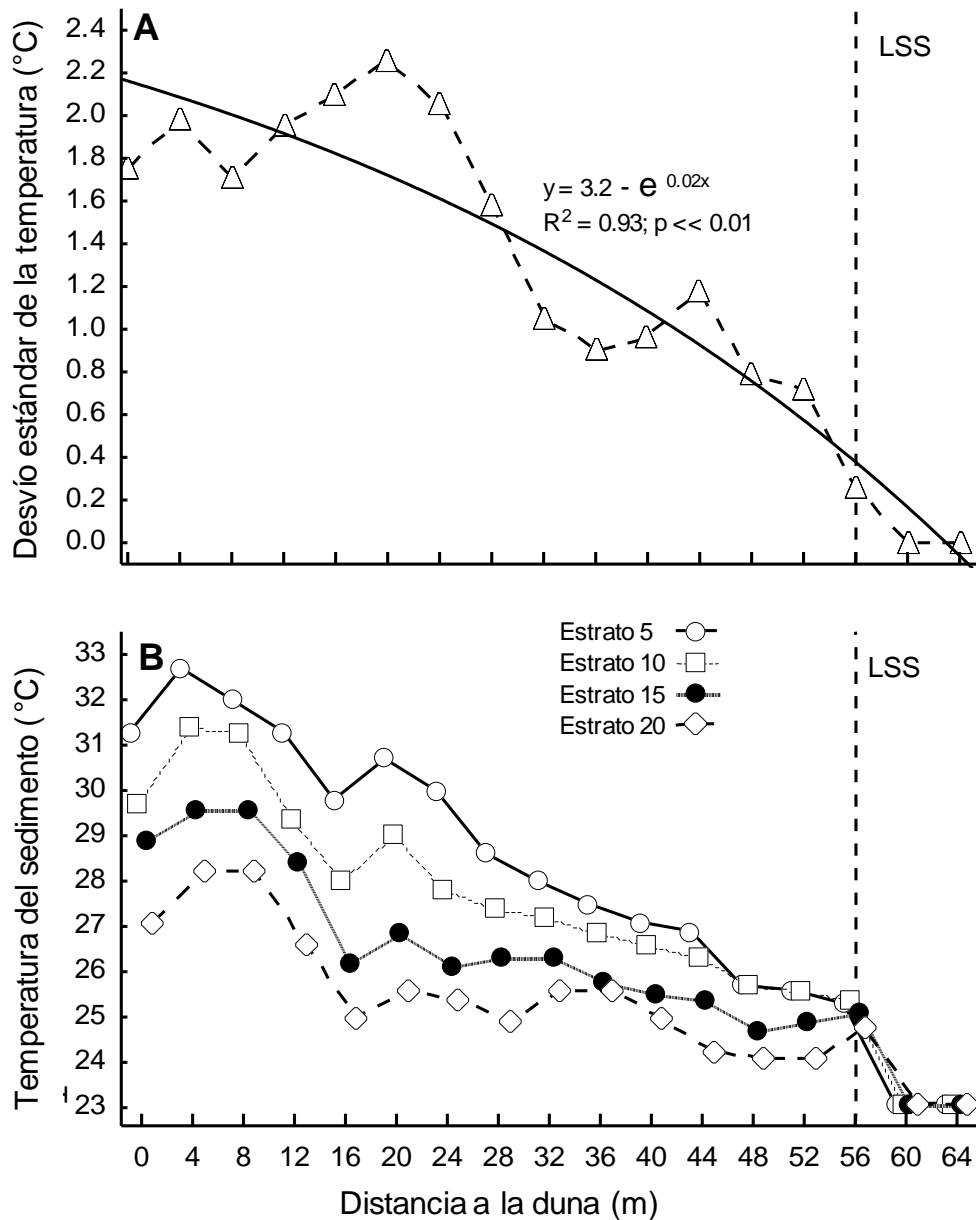 A
LSS
Desvío estándar de la temperatura (°C)
2.4
2.2
2.0
1.8
1.6
1.4
1.2
1.0
0.8
0.6
0.4
0.2
0.0
y = 3.2 - e 0.02x
R2 = 0.93; p << 0.01
B
LSS
Estrato 5
Estrato 10
Estrato 15
Estrato 20
Temperatura del sedimento (°C)
33
32
31
30
29
28
27
26
25
24
23
0 4 8 12 16 20 24 28 32 36 40 44 48 52 56 60 64
Distancia a la duna (m)